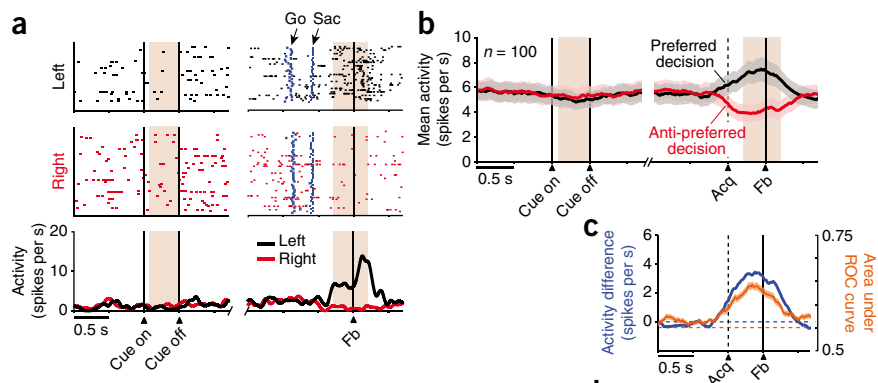 a
Go Sac
Left
Right
Activity
(spikes per s)
20
10
0
Left
Right
0.5 s
Cue on
Cue off
Fb
b
Mean activity
(spikes per s)
10
8
6
4
2
0
n = 100
Preferred
decision
Anti-preferred
decision
0.5 s
Cue on
Cue off
Acq
Fb
c
Activity difference
(spikes per s)
6
4
2
0
0.75
0.5
Area under
ROC curve
0.5 s
Acq
Fb